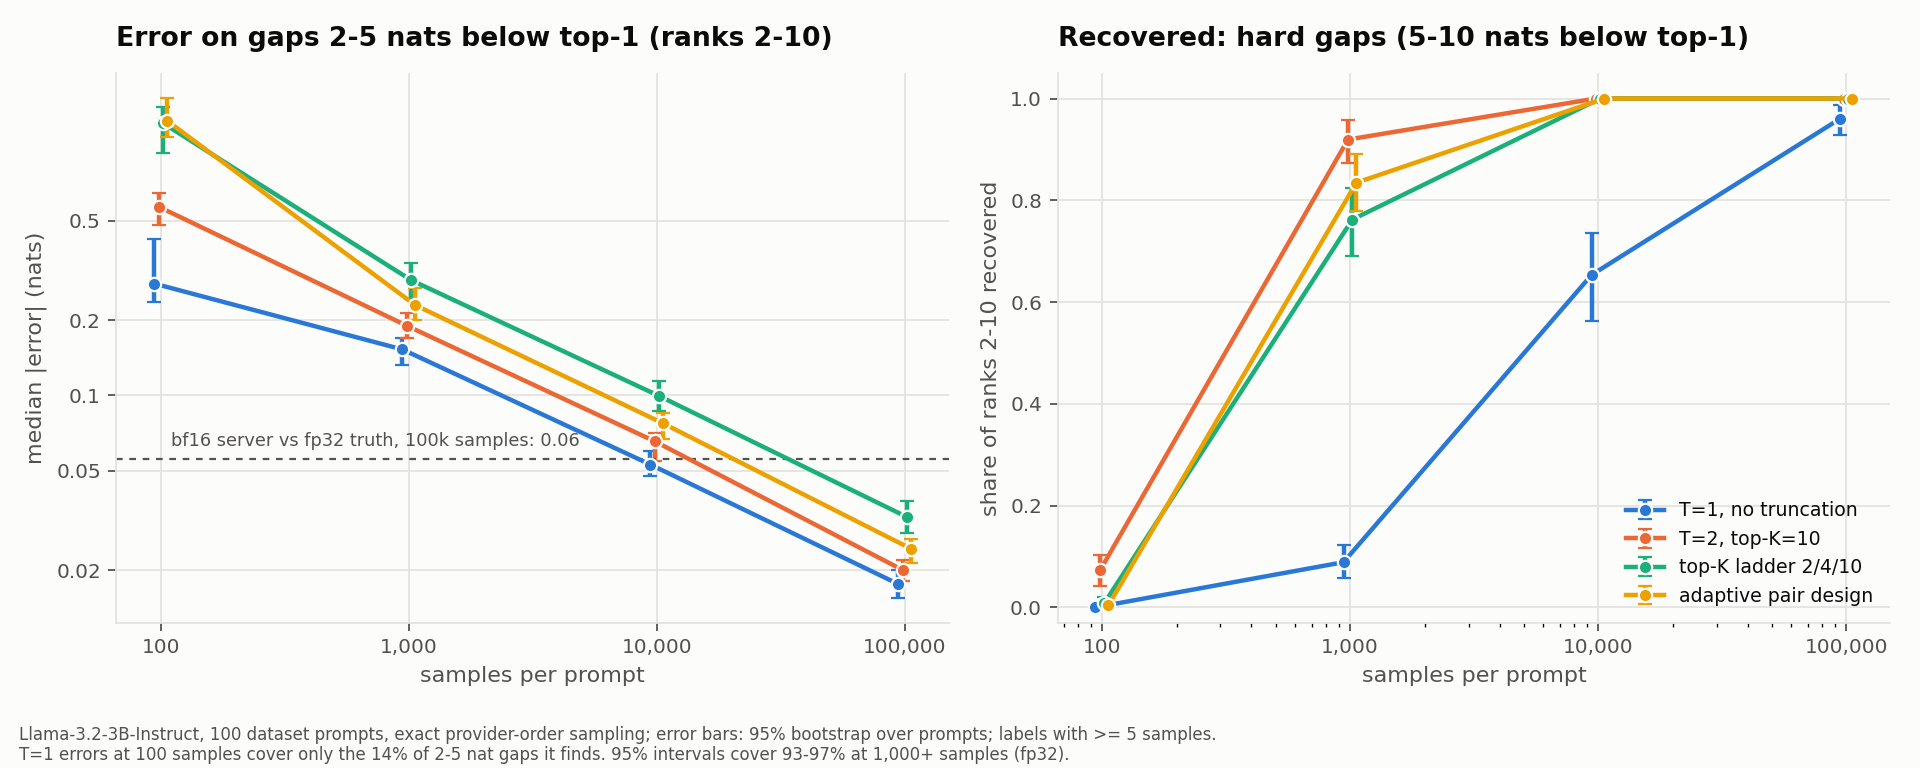 Error on gaps 2-5 nats below top-1 (ranks 2-10)
median |error| (nats)
0.5
0.2
0.1
0.05
0.02
bf16 server vs fp32 truth, 100k samples: 0.06
100
1,000
10,000
100,000
samples per prompt
Recovered: hard gaps (5-10 nats below top-1)
share of ranks 2-10 recovered
1.0
0.8
0.6
0.4
0.2
0.0
T=1, no truncation
T=2, top-K=10
top-K ladder 2/4/10
adaptive pair design
100
1,000
10,000
100,000
samples per prompt
Llama-3.2-3B-Instruct, 100 dataset prompts, exact provider-order sampling; error bars: 95% bootstrap over prompts; labels with >= 5 samples.
T=1 errors at 100 samples cover only the 14% of 2-5 nat gaps it finds. 95% intervals cover 93-97% at 1,000+ samples (fp32).